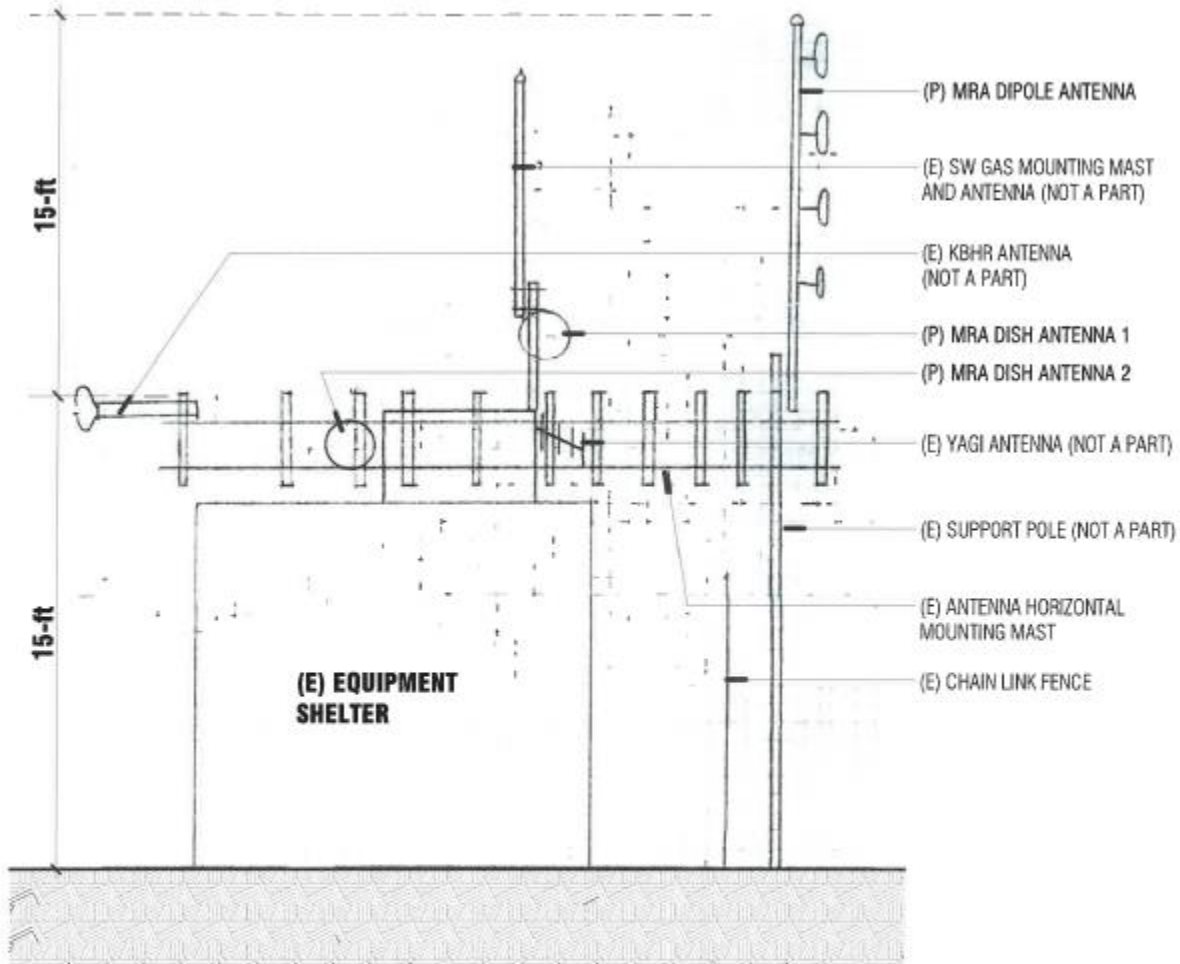 15-ft
15-ft
(P) MRA DIPOLE ANTENNA
(E) SW GAS MOUNTING MAST
AND ANTENNA (NOT A PART)
(E) KBHR ANTENNA
(NOT A PART)
(P) MRA DISH ANTENNA 1
(P) MRA DISH ANTENNA 2
(E) YAGI ANTENNA (NOT A PART)
(E) SUPPORT POLE (NOT A PART)
(E) ANTENNA HORIZONTAL
MOUNTING MAST
(E) CHAIN LINK FENCE
(E) EQUIPMENT
SHELTER